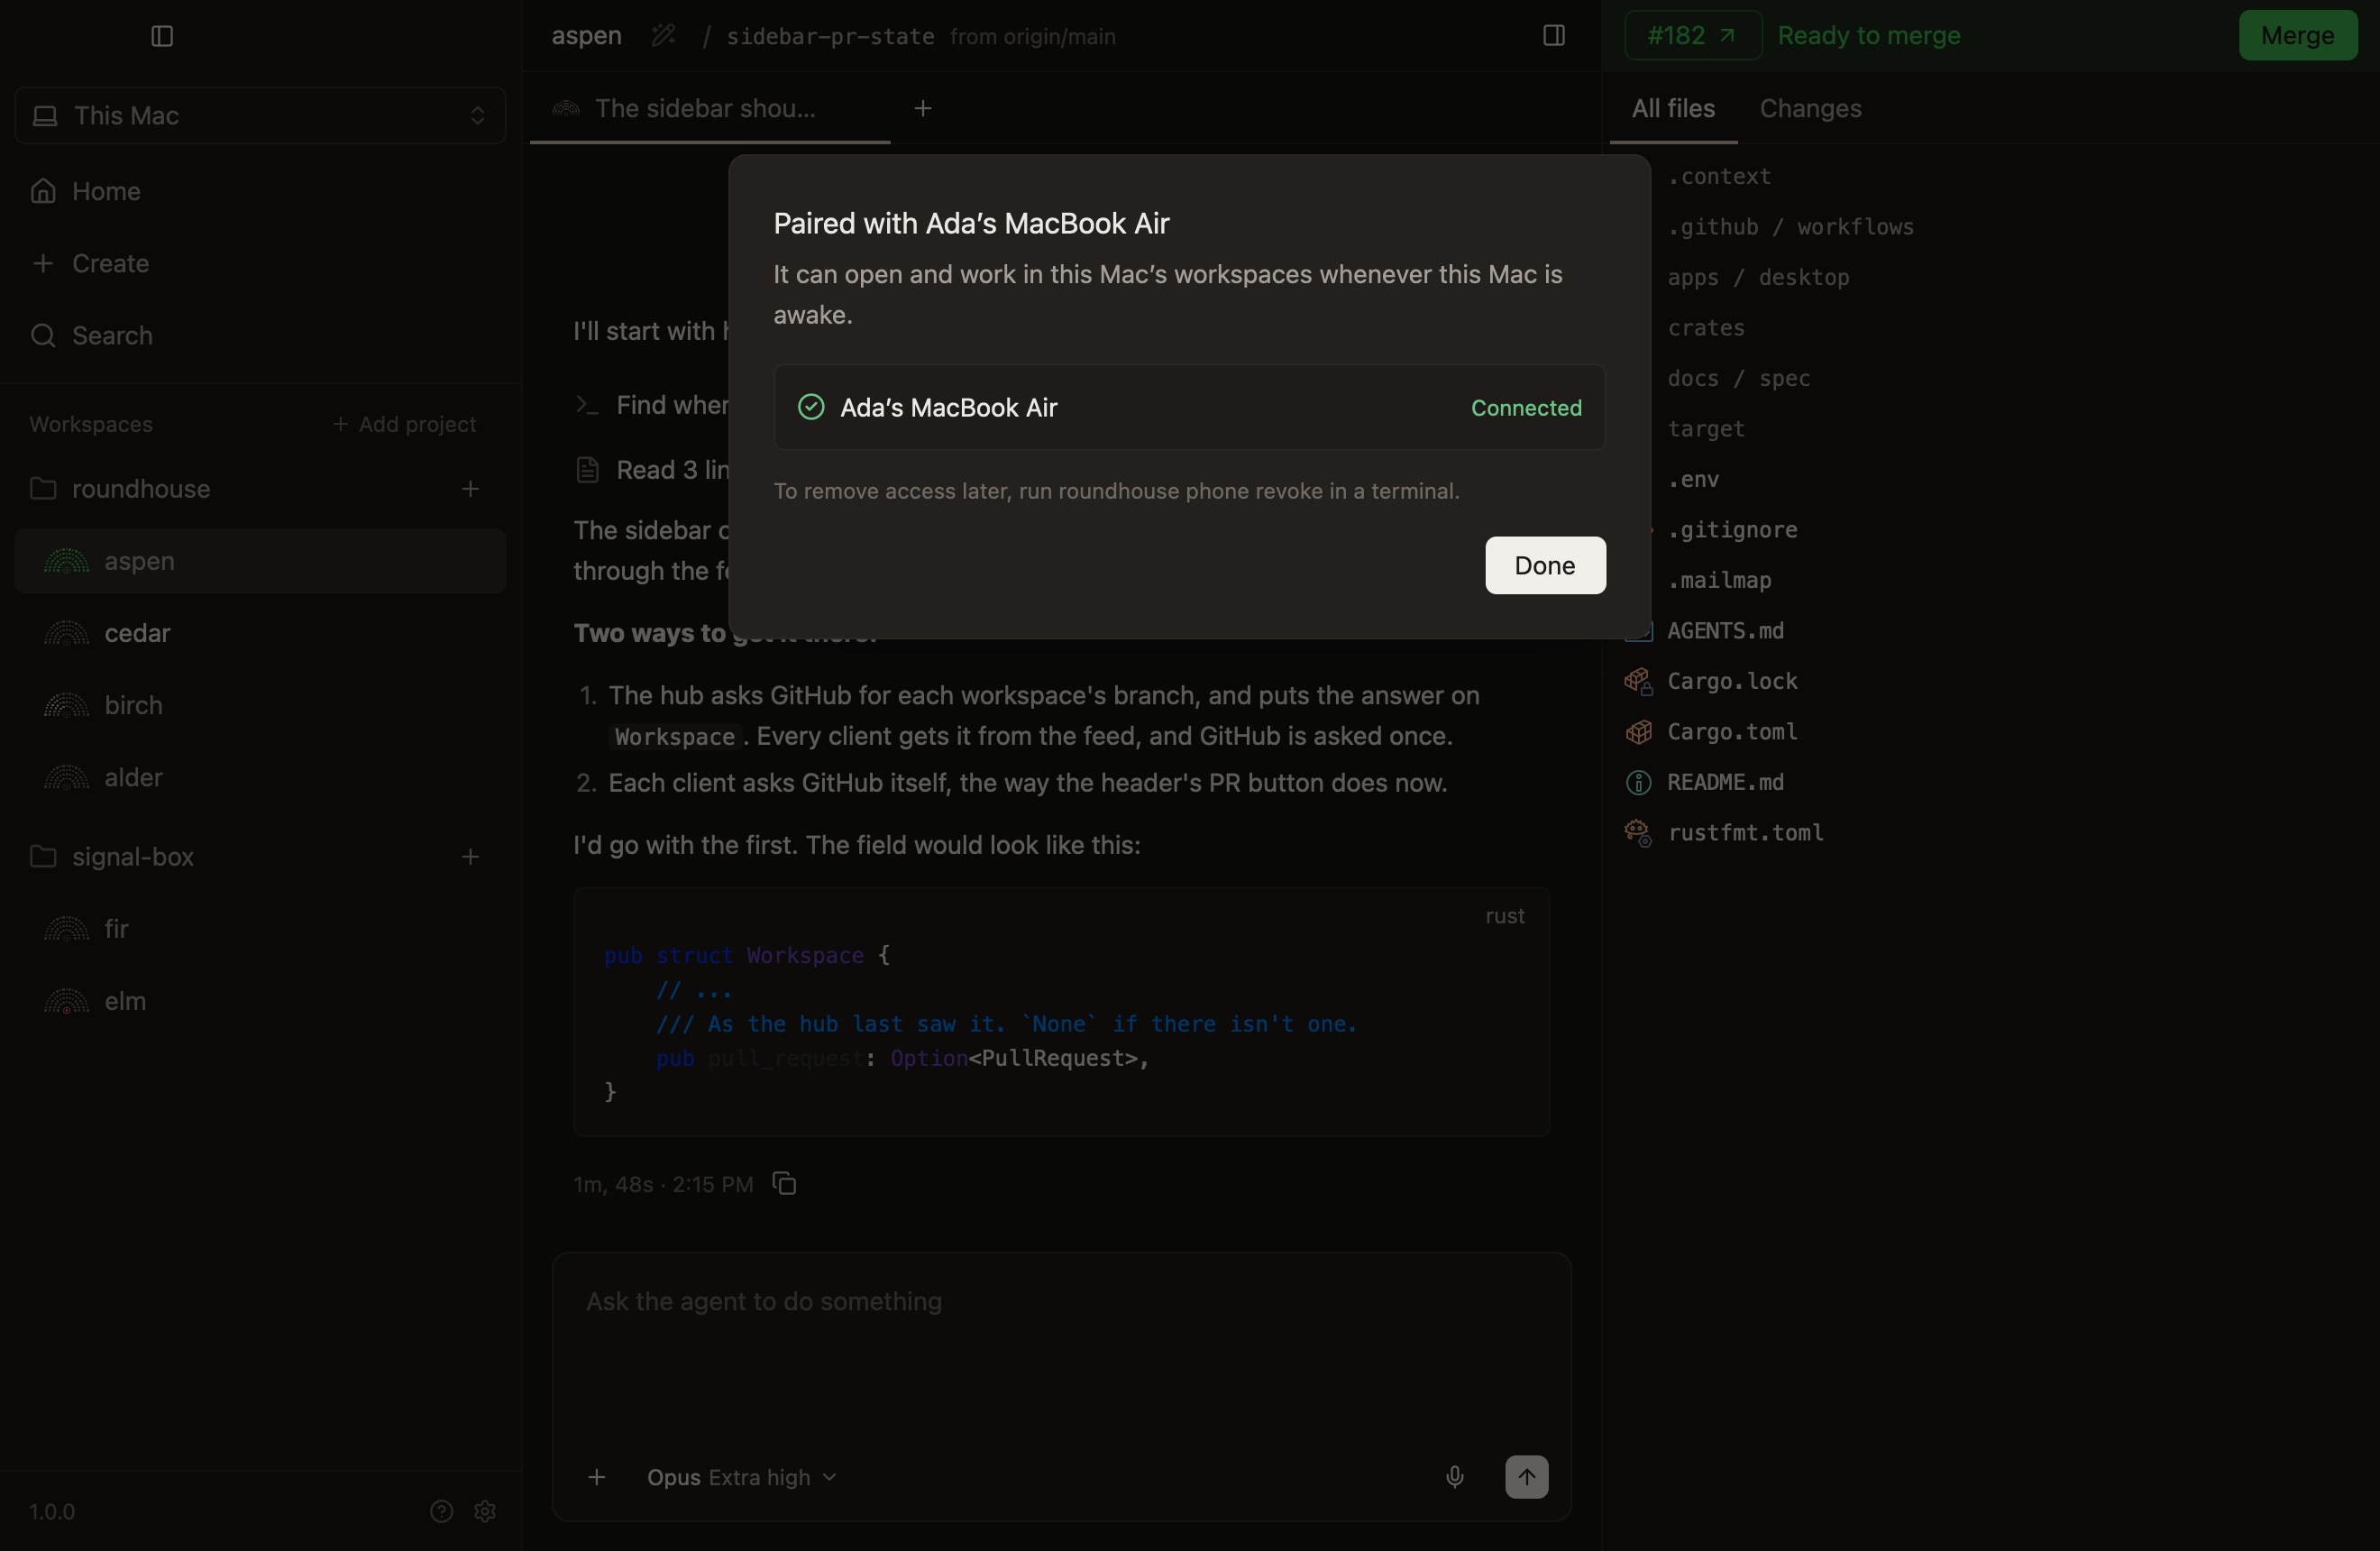 This Mac
Home
Create
Search
Workspaces
Add project
roundhouse
aspen
cedar
birch
alder
signal-box
fir
elm
1.0.0
aspen / sidebar-pr-state from origin/main
The sidebar shou...
I'll start with
Find
Read 3
The sidebar
through the
Two ways to get it there:
1. The hub asks GitHub for each workspace's branch, and puts the answer on
Workspace. Every client gets it from the feed, and GitHub is asked once.
2. Each client asks GitHub itself, the way the header's PR button does now.
I'd go with the first. The field would look like this:
rust
pub struct Workspace {
// ...
/// As the hub last saw it. `None` if there isn't one.
pub pull_request: Option<PullRequest>,
}
1m, 48s · 2:15 PM
Ask the agent to do something
Opus Extra high
Paired with Ada’s MacBook Air
It can open and work in this Mac’s workspaces whenever this Mac is
awake.
Ada’s MacBook Air
Connected
To remove access later, run roundhouse phone revoke in a terminal.
Done
#182
Ready to merge
Merge
All files
Changes
.context
.github / workflows
apps / desktop
crates
docs / spec
target
.env
.gitignore
.mailmap
AGENTS.md
Cargo.lock
Cargo.toml
README.md
rustfmt.toml